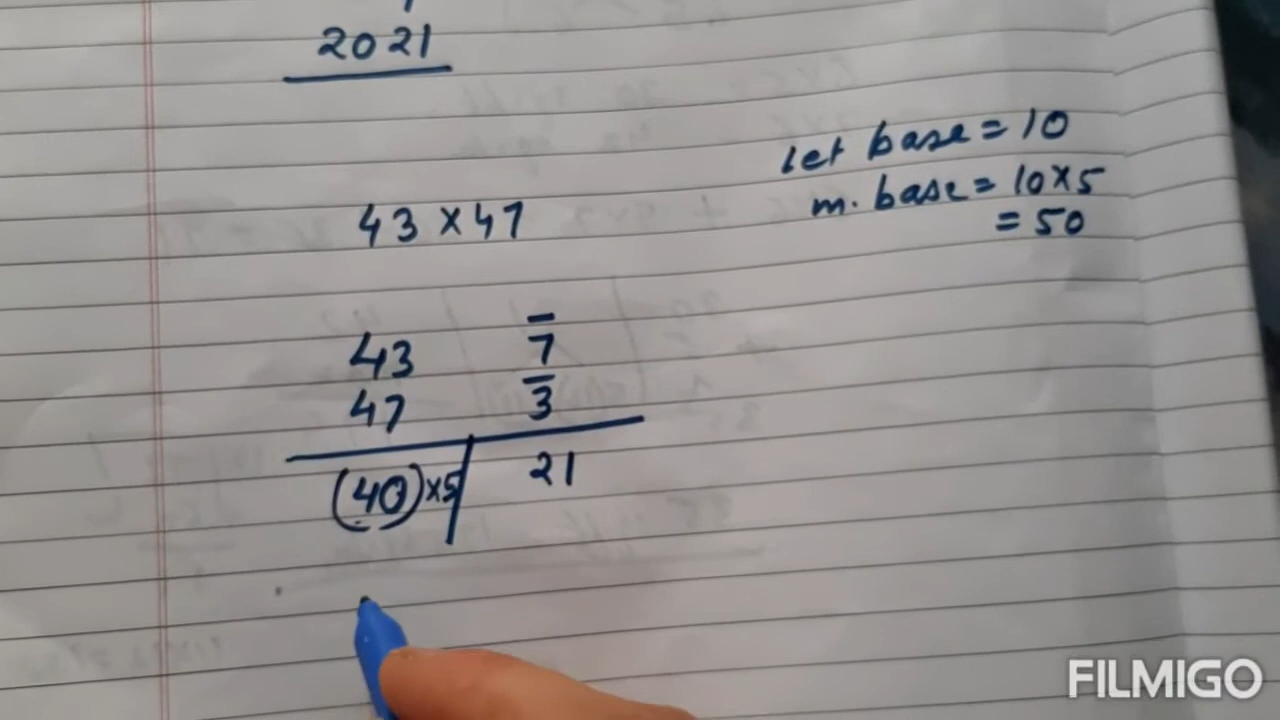 2021
let base = 10
m. base = 10×5
= 50
43 × 47
43 7̅
47 3̅
(40)×5 21
FILMIGO